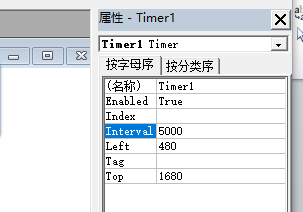 属性 - Timer1
Timer1 Timer
按字母序 按分类序
(名称) Timer1
Enabled True
Index
Interval 5000
Left 480
Tag
Top 1680